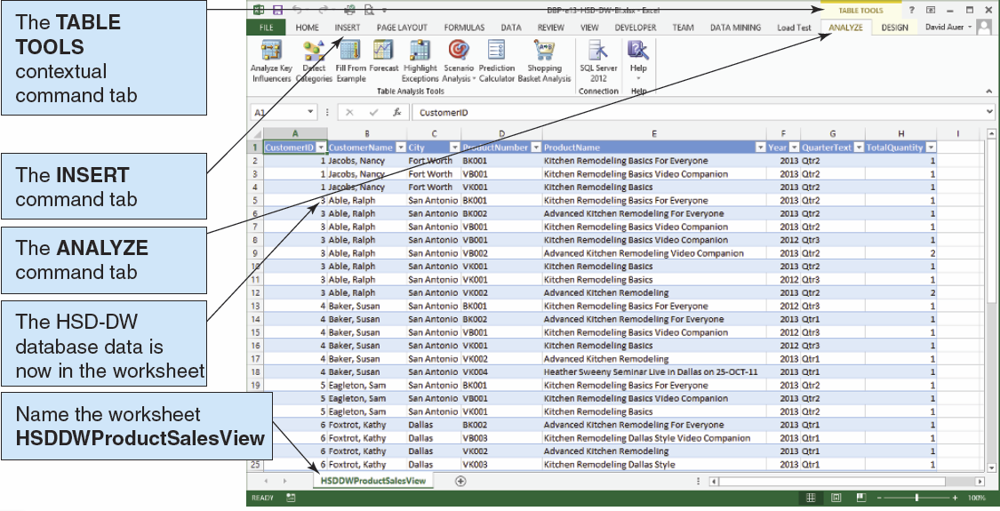 The TABLE
TOOLS
contextual
command tab
The INSERT
command tab
The ANALYZE
command tab
The HSD-DW
database data is
now in the worksheet
Name the worksheet
HSDDWProductSalesView
DBP-e13-HSD-DW-BI.xlsx - Excel
TABLE TOOLS
FILE HOME INSERT PAGE LAYOUT FORMULAS DATA REVIEW VIEW DEVELOPER TEAM DATA MINING Load Test ANALYZE DESIGN David Auer
Analyze Key Detect Fill From Forecast Highlight Scenario Prediction Shopping SQL Server Help
Influencers Categories Example Exceptions Analysis Calculator Basket Analysis 2012
Table Analysis Tools Connection Help
A1 fx CustomerID
A B C D E F G H I
1 CustomerID CustomerName City ProductNumber ProductName Year QuarterText TotalQuantity
2 1 Jacobs, Nancy Fort Worth BK001 Kitchen Remodeling Basics For Everyone 2013 Qtr2 1
3 1 Jacobs, Nancy Fort Worth VB001 Kitchen Remodeling Basics Video Companion 2013 Qtr2 1
4 1 Jacobs, Nancy Fort Worth VK001 Kitchen Remodeling Basics 2013 Qtr2 1
5 3 Able, Ralph San Antonio BK001 Kitchen Remodeling Basics For Everyone 2013 Qtr2 1
6 3 Able, Ralph San Antonio BK002 Advanced Kitchen Remodeling For Everyone 2013 Qtr2 1
7 3 Able, Ralph San Antonio VB001 Kitchen Remodeling Basics Video Companion 2013 Qtr2 1
8 3 Able, Ralph San Antonio VB001 Kitchen Remodeling Basics Video Companion 2012 Qtr3 1
9 3 Able, Ralph San Antonio VB002 Advanced Kitchen Remodeling Video Companion 2013 Qtr2 2
10 3 Able, Ralph San Antonio VK001 Kitchen Remodeling Basics 2013 Qtr2 1
11 3 Able, Ralph San Antonio VK001 Kitchen Remodeling Basics 2012 Qtr3 1
12 3 Able, Ralph San Antonio VK002 Advanced Kitchen Remodeling 2013 Qtr2 2
13 4 Baker, Susan San Antonio BK001 Kitchen Remodeling Basics For Everyone 2012 Qtr3 1
14 4 Baker, Susan San Antonio BK002 Advanced Kitchen Remodeling For Everyone 2013 Qtr1 1
15 4 Baker, Susan San Antonio VB001 Kitchen Remodeling Basics Video Companion 2012 Qtr3 1
16 4 Baker, Susan San Antonio VK001 Kitchen Remodeling Basics 2012 Qtr3 1
17 4 Baker, Susan San Antonio VK002 Advanced Kitchen Remodeling 2013 Qtr1 1
18 4 Baker, Susan San Antonio VK004 Heather Sweeny Seminar Live in Dallas on 25-OCT-11 2013 Qtr1 1
19 5 Eagleton, Sam San Antonio BK001 Kitchen Remodeling Basics For Everyone 2013 Qtr2 1
5 Eagleton, Sam San Antonio VB001 Kitchen Remodeling Basics Video Companion 2013 Qtr2 1
5 Eagleton, Sam San Antonio VK001 Kitchen Remodeling Basics 2013 Qtr2 1
6 Foxtrot, Kathy Dallas BK002 Advanced Kitchen Remodeling For Everyone 2013 Qtr1 1
6 Foxtrot, Kathy Dallas VB003 Kitchen Remodeling Dallas Style Video Companion 2013 Qtr1 1
6 Foxtrot, Kathy Dallas VK002 Advanced Kitchen Remodeling 2013 Qtr1 1
25 6 Foxtrot, Kathy Dallas VK003 Kitchen Remodeling Dallas Style 2013 Qtr1 1
HSDDWProductSalesView
READY 100%